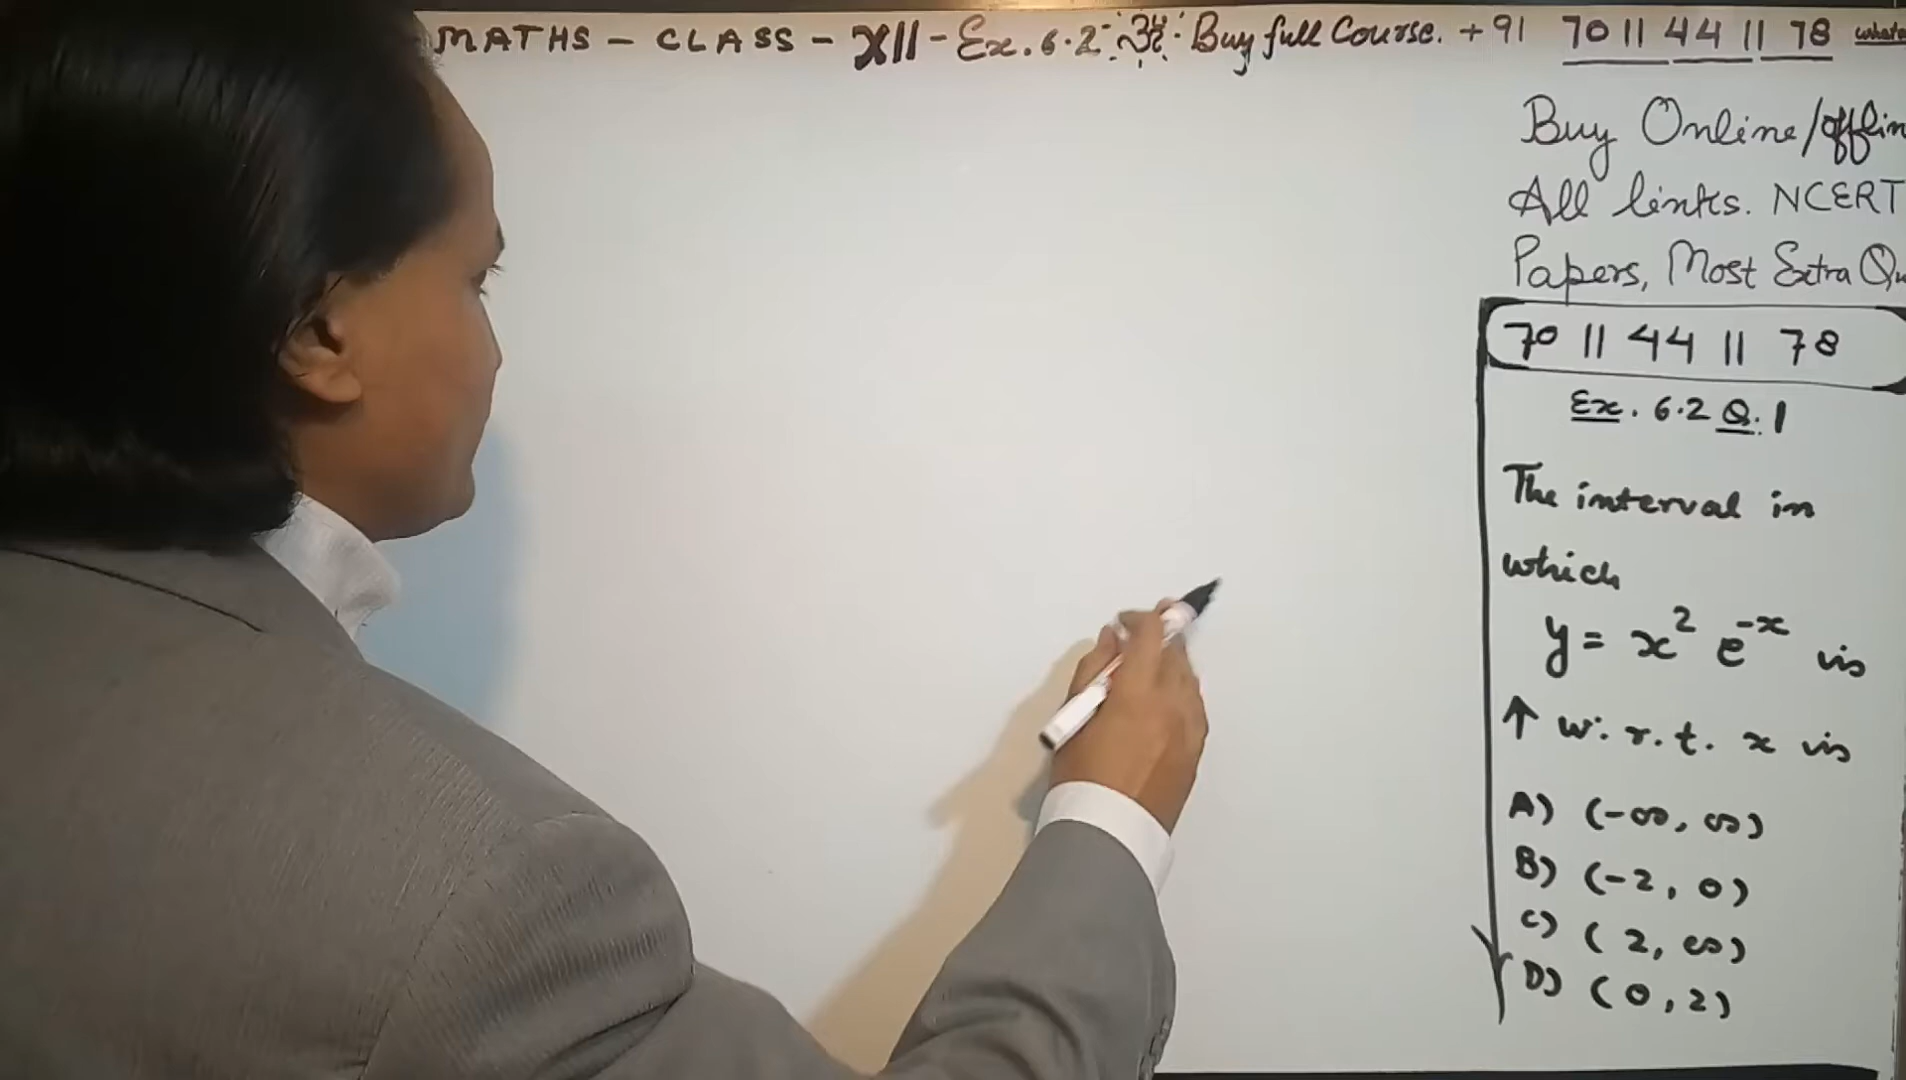 MATHS - CLASS - XII - Ex. 6.2 Buy full Course. +91 70 11 44 11 78
Buy Online/offlin
All links. NCERT
Papers, Most Extra Qu
70 11 44 11 78
Ex. 6.2 Q. 1
The interval in
which
y = x² e⁻ˣ is
↑ w.r.t. x is
A) (-∞, ∞)
B) (-2, 0)
C) (2, ∞)
D) (0, 2)